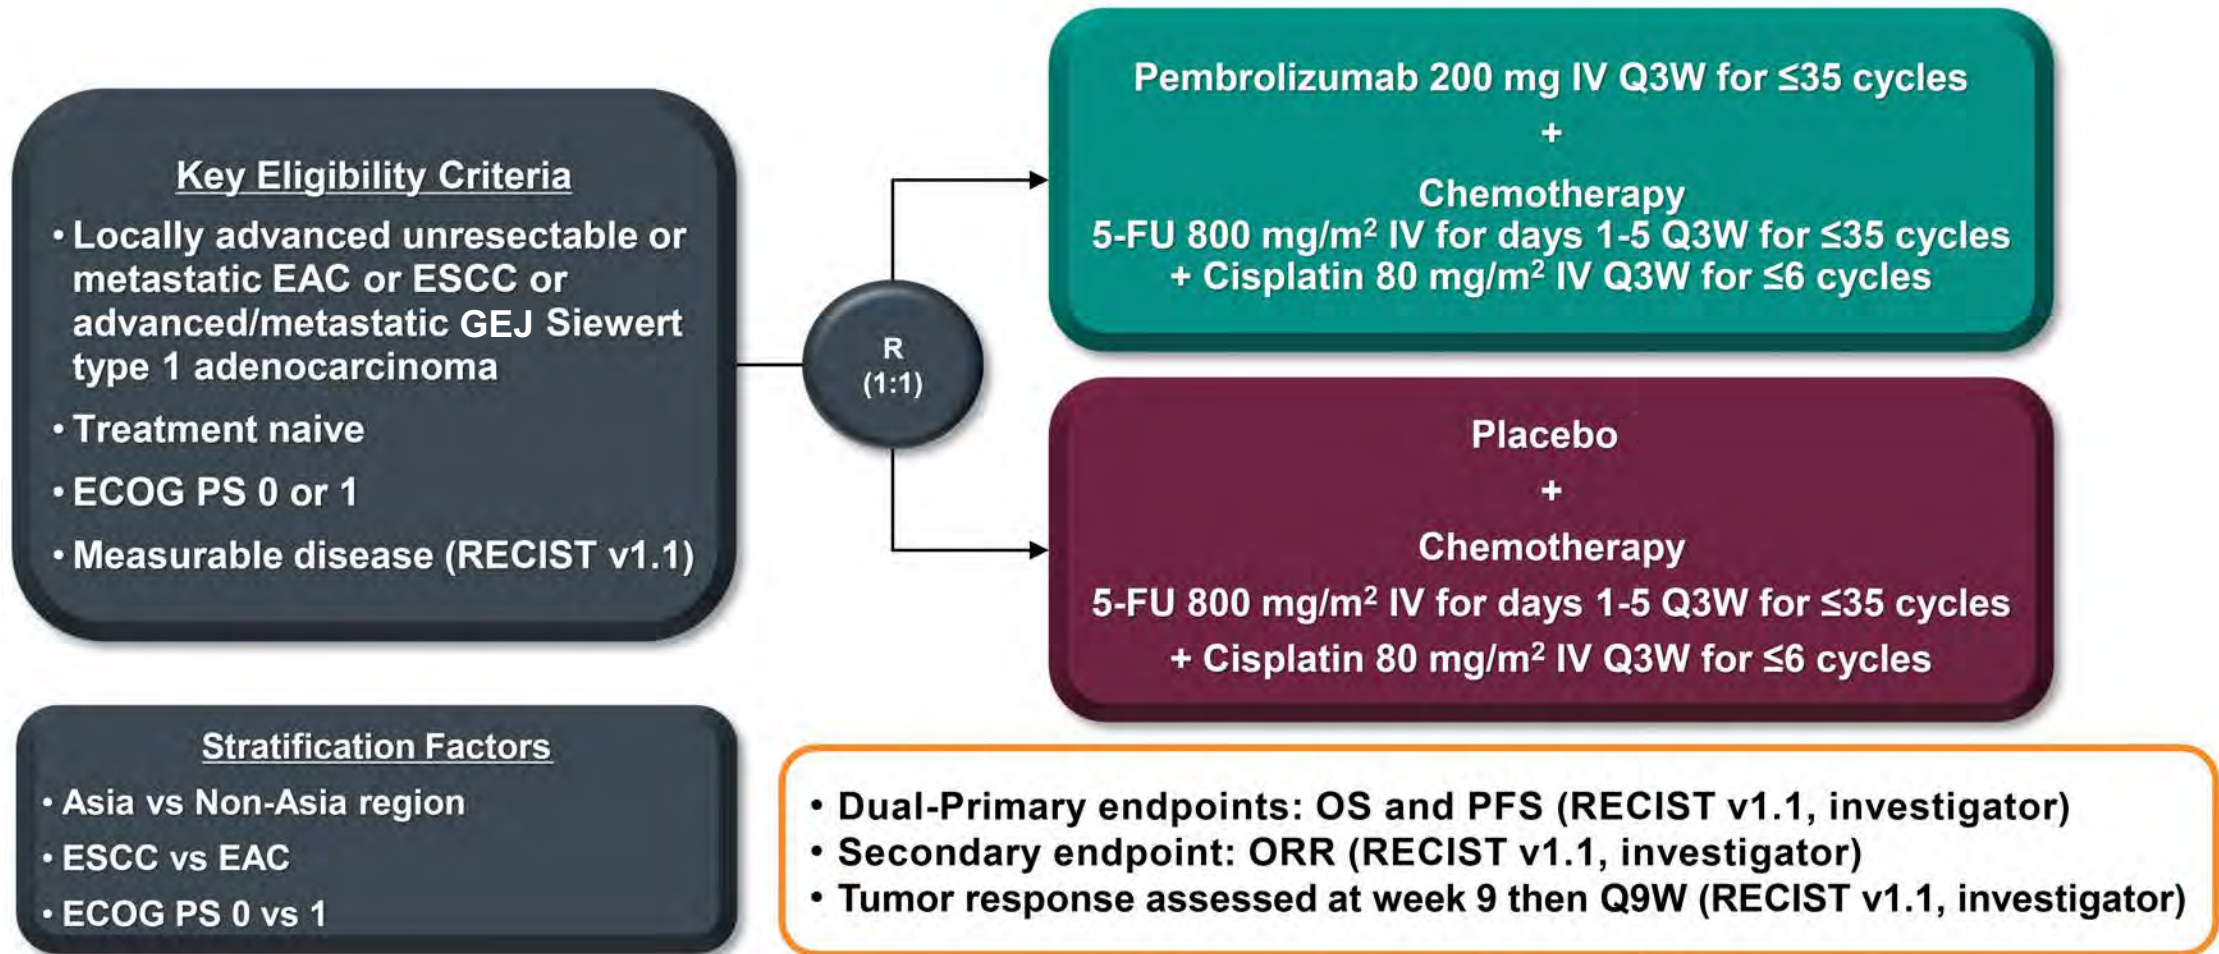 Key Eligibility Criteria
• Locally advanced unresectable or
metastatic EAC or ESCC or
advanced/metastatic GEJ Siewert
type 1 adenocarcinoma
• Treatment naive
• ECOG PS 0 or 1
• Measurable disease (RECIST v1.1)
Stratification Factors
• Asia vs Non-Asia region
• ESCC vs EAC
• ECOG PS 0 vs 1
R
(1:1)
Pembrolizumab 200 mg IV Q3W for ≤35 cycles
+
Chemotherapy
5-FU 800 mg/m² IV for days 1-5 Q3W for ≤35 cycles
+ Cisplatin 80 mg/m² IV Q3W for ≤6 cycles
Placebo
+
Chemotherapy
5-FU 800 mg/m² IV for days 1-5 Q3W for ≤35 cycles
+ Cisplatin 80 mg/m² IV Q3W for ≤6 cycles
• Dual-Primary endpoints: OS and PFS (RECIST v1.1, investigator)
• Secondary endpoint: ORR (RECIST v1.1, investigator)
• Tumor response assessed at week 9 then Q9W (RECIST v1.1, investigator)